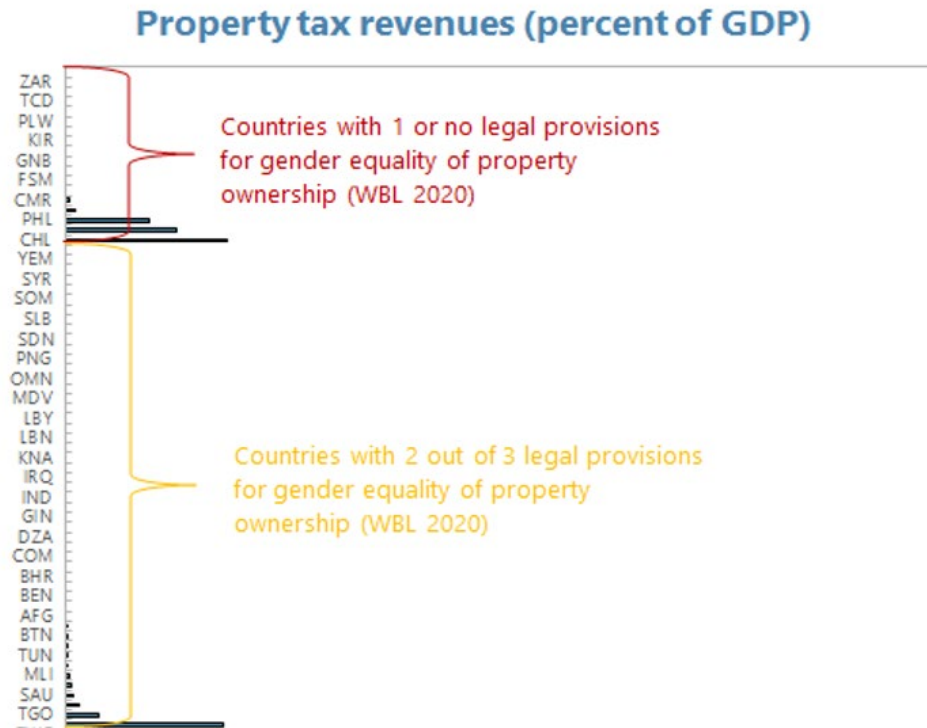 Property tax revenues (percent of GDP)
ZAR
TCD
PLW
KIR
GNB
FSM
CMR
PHL
CHL
Countries with 1 or no legal provisions
for gender equality of property
ownership (WBL 2020)
YEM
SYR
SOM
SLB
SDN
PNG
OMN
MDV
LBY
LBN
KNA
IRQ
IND
GIN
DZA
COM
BHR
BEN
AFG
BTN
TUN
MLI
SAU
TGO
Countries with 2 out of 3 legal provisions
for gender equality of property
ownership (WBL 2020)